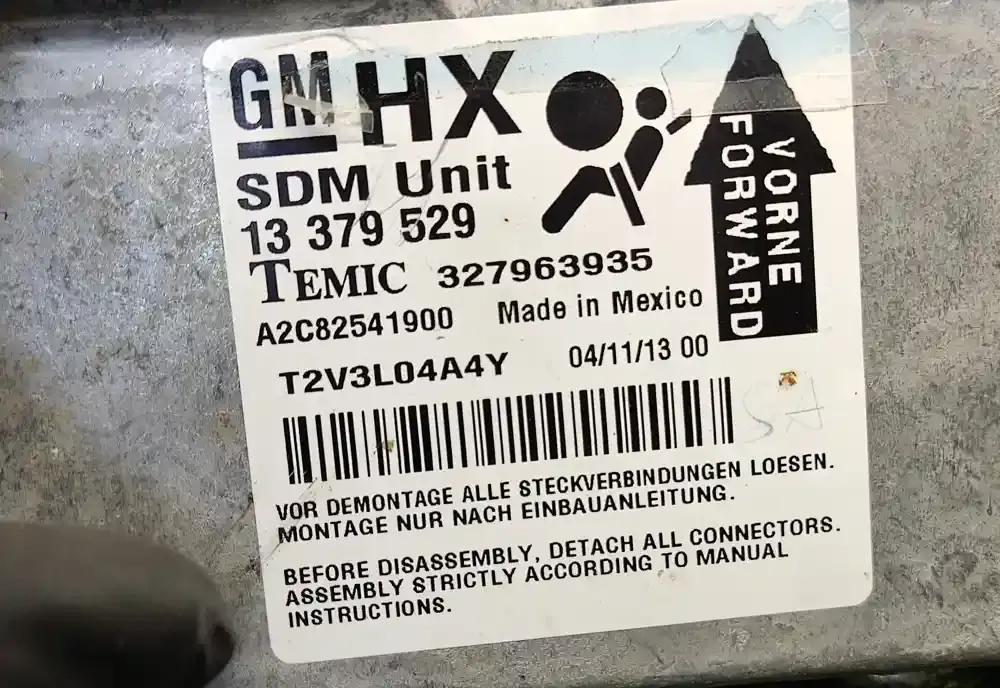 GM HX
SDM Unit
13 379 529
TEMIC 327963935
A2C82541900 Made in Mexico
T2V3L04A4Y 04/11/13 00
VORNE
FORWARD
VOR DEMONTAGE ALLE STECKVERBINDUNGEN LOESEN.
MONTAGE NUR NACH EINBAUANLEITUNG.
BEFORE DISASSEMBLY, DETACH ALL CONNECTORS.
ASSEMBLY STRICTLY ACCORDING TO MANUAL
INSTRUCTIONS.